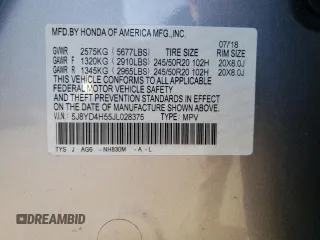 MFD.BY HONDA OF AMERICA MFG.,INC. 07/18
GVWR 2575KG (5677LBS) TIRE SIZE RIM SIZE
GAWR F 1320KG (2910LBS) 245/50R20 102H 20X8.0J
GAWR R 1345KG (2965LBS) 245/50R20 102H 20X8.0J
THIS VEHICLE CONFORMS TO ALL APPLICABLE
FEDERAL MOTOR VEHICLE SAFETY
STANDARDS IN EFFECT ON THE
DATE OF MANUFACTURE SHOWN ABOVE.
V.I.N.: 5J8YD4H55JL028375 TYPE: MPV
TYS J AG6 - NH830M - A - L
DREAMBID